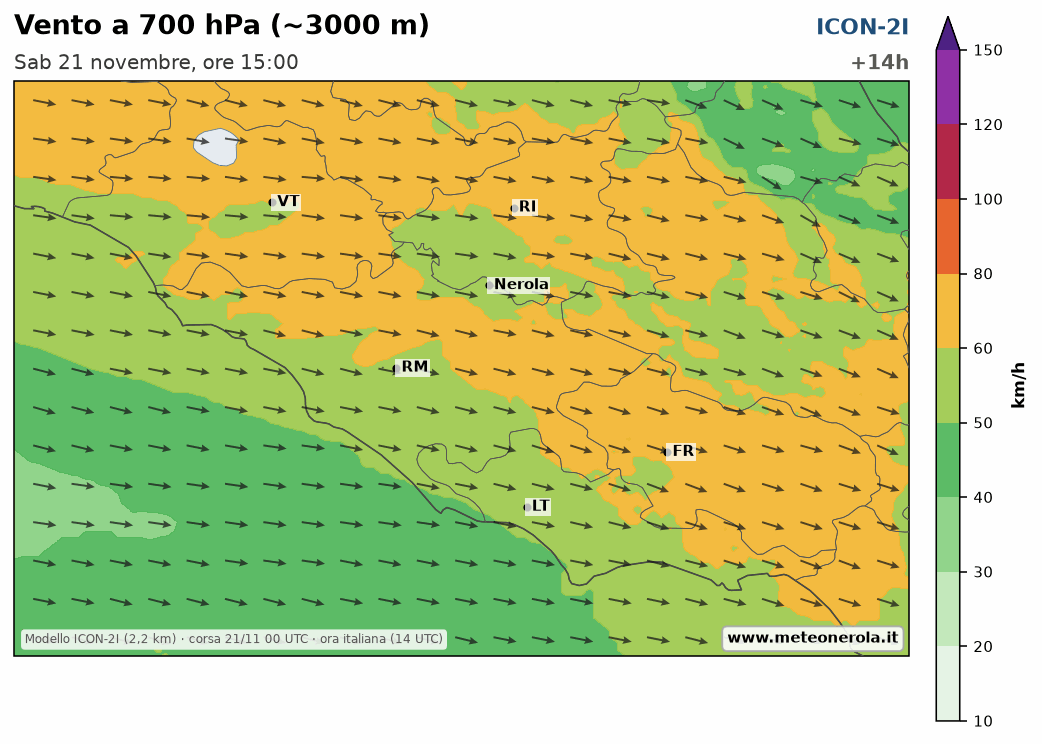 Vento a 700 hPa (~3000 m)
ICON-2I
Sab 21 novembre, ore 15:00
+14h
150
120
100
80
60
50
40
30
20
10
km/h
VT
RI
Nerola
RM
FR
LT
Modello ICON-2I (2,2 km) · corsa 21/11 00 UTC · ora italiana (14 UTC)
www.meteonerola.it